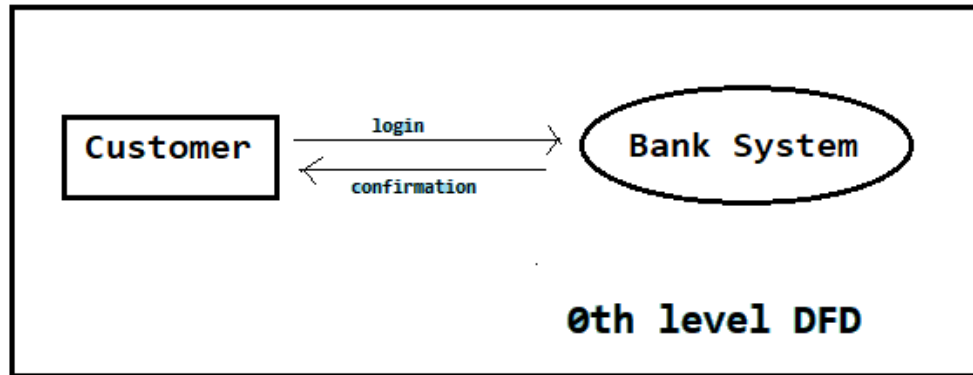 login
Customer
Bank System
confirmation
0th level DFD